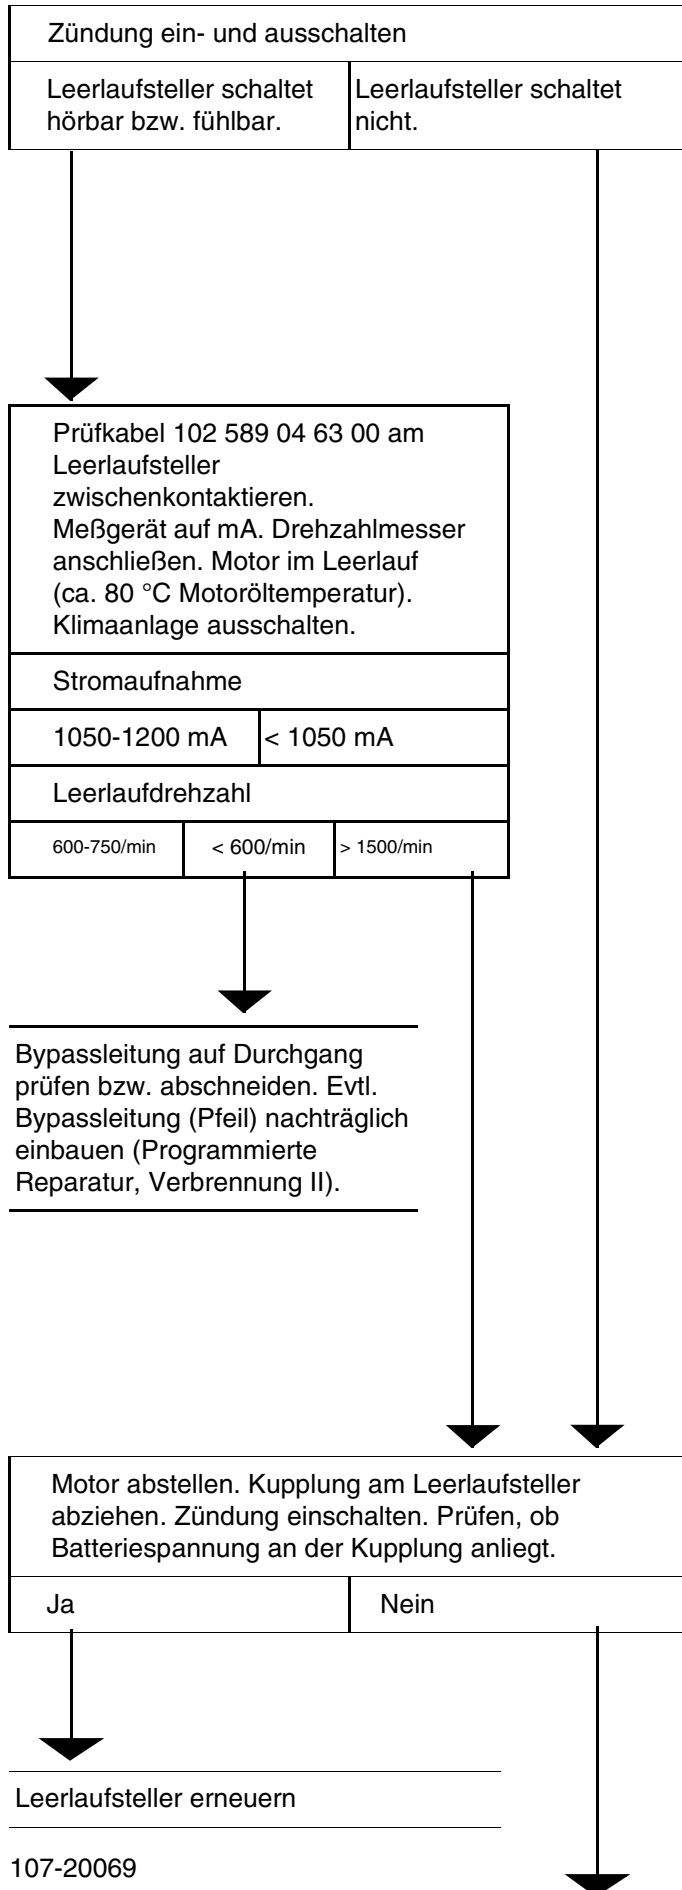 Zündung ein- und ausschalten
Leerlaufsteller schaltet
hörbar bzw. fühlbar.
Leerlaufsteller schaltet
nicht.
Prüfkabel 102 589 04 63 00 am
Leerlaufsteller
zwischenkontaktieren.
Meßgerät auf mA. Drehzahlmesser
anschließen. Motor im Leerlauf
(ca. 80 °C Motoröltemperatur).
Klimaanlage ausschalten.
Stromaufnahme
1050-1200 mA
< 1050 mA
Leerlaufdrehzahl
600-750/min
< 600/min
> 1500/min
Bypassleitung auf Durchgang
prüfen bzw. abschneiden. Evtl.
Bypassleitung (Pfeil) nachträglich
einbauen (Programmierte
Reparatur, Verbrennung II).
Motor abstellen. Kupplung am Leerlaufsteller
abziehen. Zündung einschalten. Prüfen, ob
Batteriespannung an der Kupplung anliegt.
Ja
Nein
Leerlaufsteller erneuern
107-20069